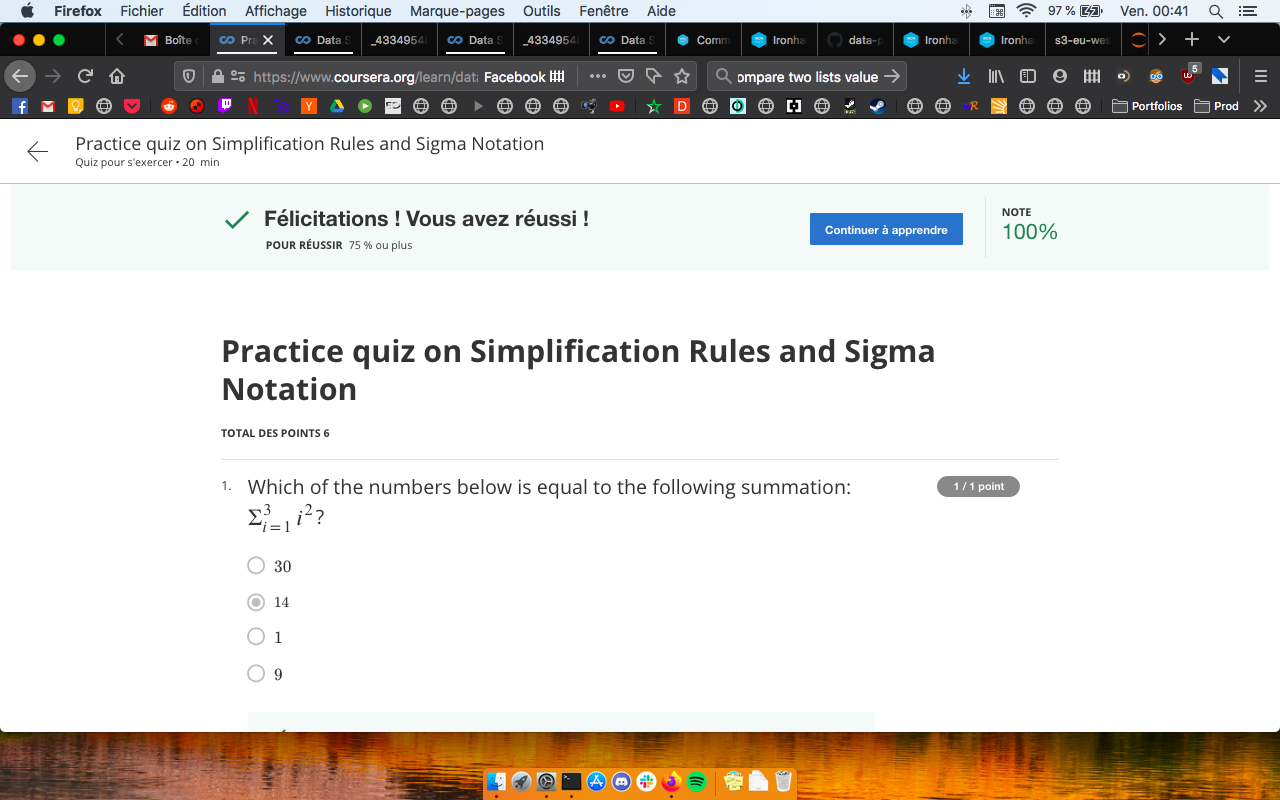 Firefox Fichier Édition Affichage Historique Marque-pages Outils Fenêtre Aide 97 % Ven. 00:41
Boîte Pra Data S _4334954 Data S _4334954 Data S Comm Ironha data-p Ironha Ironha s3-eu-wes
https://www.coursera.org/learn/data Facebook ompare two lists value
5
Portfolios Prod
Practice quiz on Simplification Rules and Sigma Notation
Quiz pour s'exercer • 20 min
Félicitations ! Vous avez réussi !
POUR RÉUSSIR 75 % ou plus
Continuer à apprendre
NOTE
100%
Practice quiz on Simplification Rules and Sigma
Notation
TOTAL DES POINTS 6
1. Which of the numbers below is equal to the following summation:
Σ³ᵢ₌₁ i²?
1 / 1 point
30
14
1
9